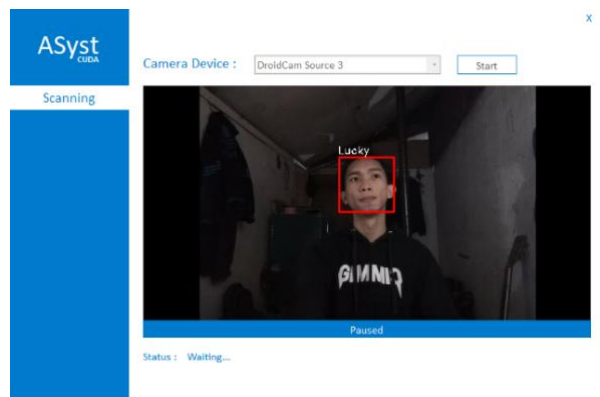 X
ASyst
CUDA
Camera Device : DroidCam Source 3 Start
Scanning
Lucky
Paused
Status : Waiting...